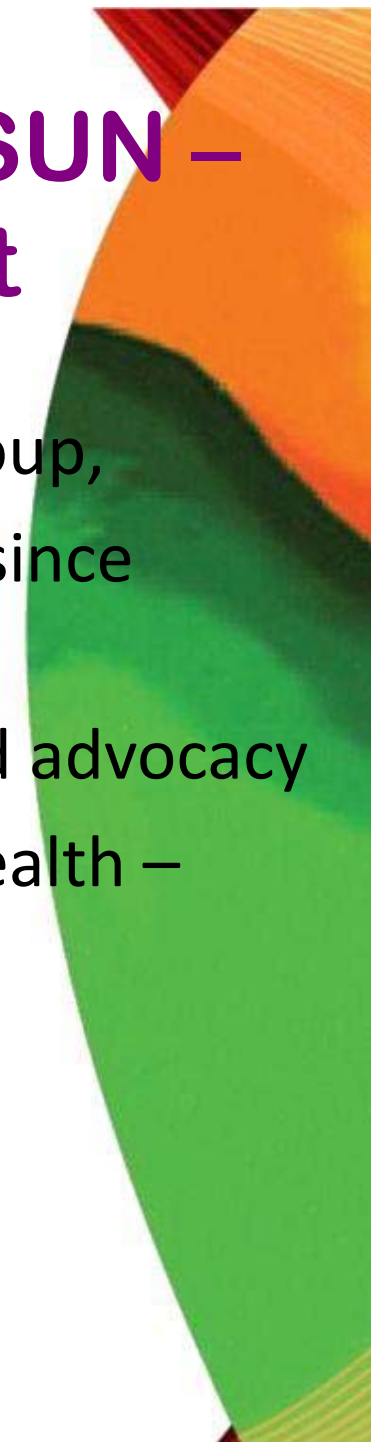 SUN –
t
oup,
since
d advocacy
ealth –